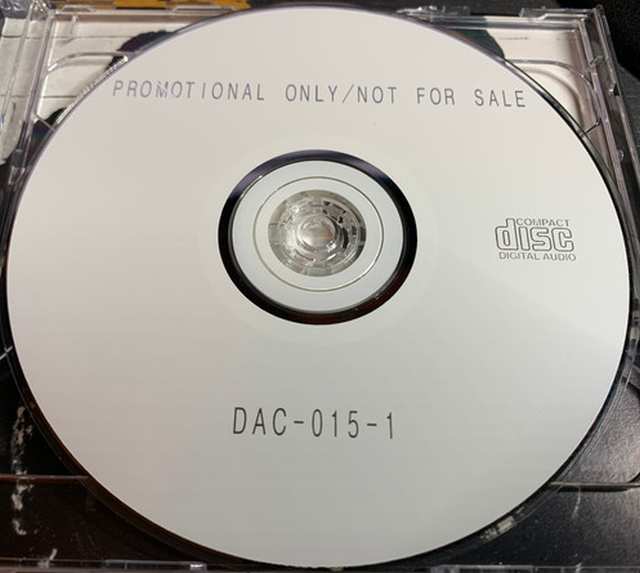 PROMOTIONAL ONLY/NOT FOR SALE
COMPACT
disc
DIGITAL AUDIO
DAC-015-1